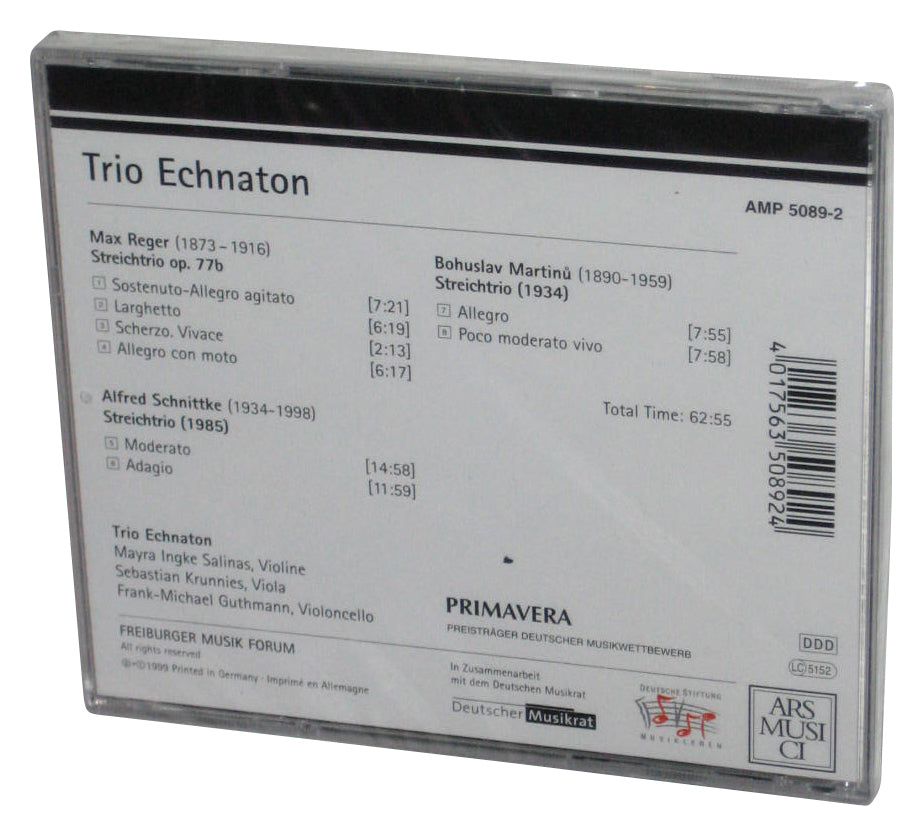 Trio Echnaton
AMP 5089-2
Max Reger (1873–1916)
Streichtrio op. 77b
1 Sostenuto-Allegro agitato [7:21]
2 Larghetto [6:19]
3 Scherzo. Vivace [2:13]
4 Allegro con moto [6:17]
Alfred Schnittke (1934–1998)
Streichtrio (1985)
5 Moderato [14:58]
6 Adagio [11:59]
Bohuslav Martinů (1890-1959)
Streichtrio (1934)
7 Allegro [7:55]
8 Poco moderato vivo [7:58]
Total Time: 62:55
4 017563 508924
Trio Echnaton
Mayra Ingke Salinas, Violine
Sebastian Krunnies, Viola
Frank-Michael Guthmann, Violoncello
FREIBURGER MUSIK FORUM
All rights reserved
℗+©1999 Printed in Germany · Imprimé en Allemagne
PRIMAVERA
PREISTRÄGER DEUTSCHER MUSIKWETTBEWERB
In Zusammenarbeit
mit dem Deutschen Musikrat
Deutscher Musikrat
DEUTSCHE STIFTUNG
MUSIKLEBEN
DDD
LC 5152
ARS
MUSI
CI